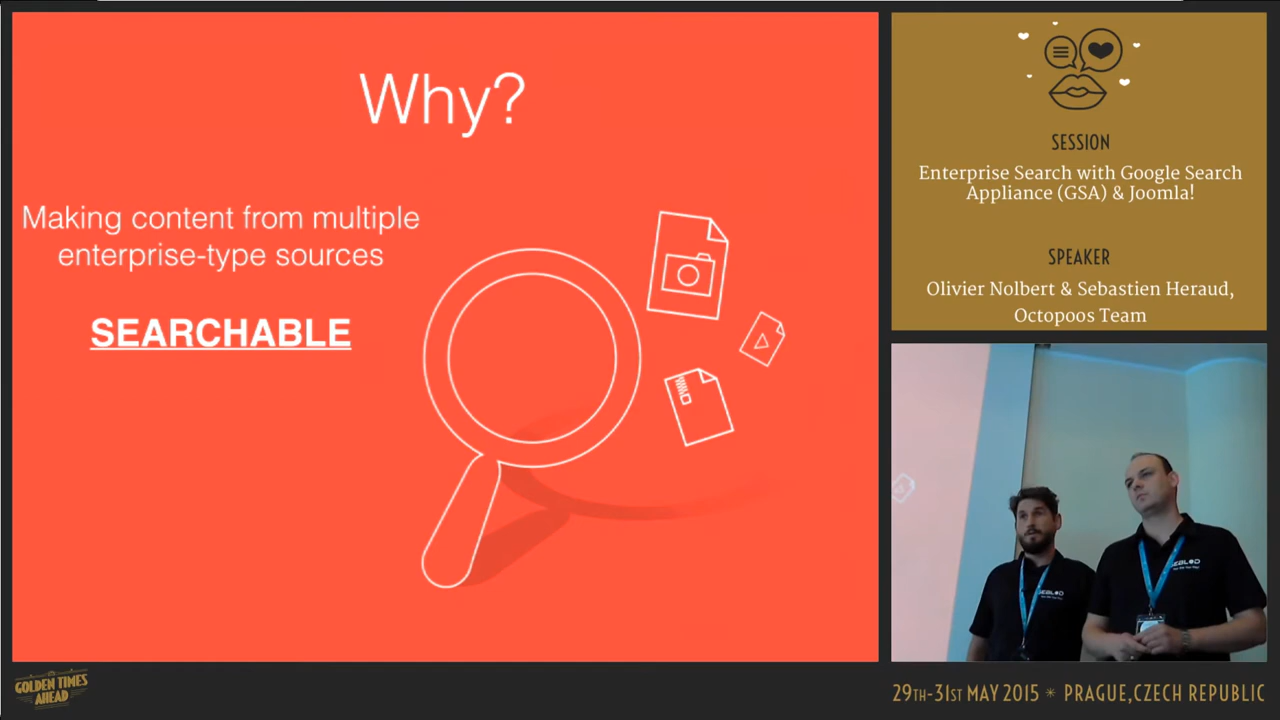 Why?
Making content from multiple
enterprise-type sources
SEARCHABLE
SESSION
Enterprise Search with Google Search
Appliance (GSA) & Joomla!
SPEAKER
Olivier Nolbert & Sebastien Heraud,
Octopoos Team
GOLDEN TIMES
AHEAD
29TH-31ST MAY 2015 * PRAGUE, CZECH REPUBLIC